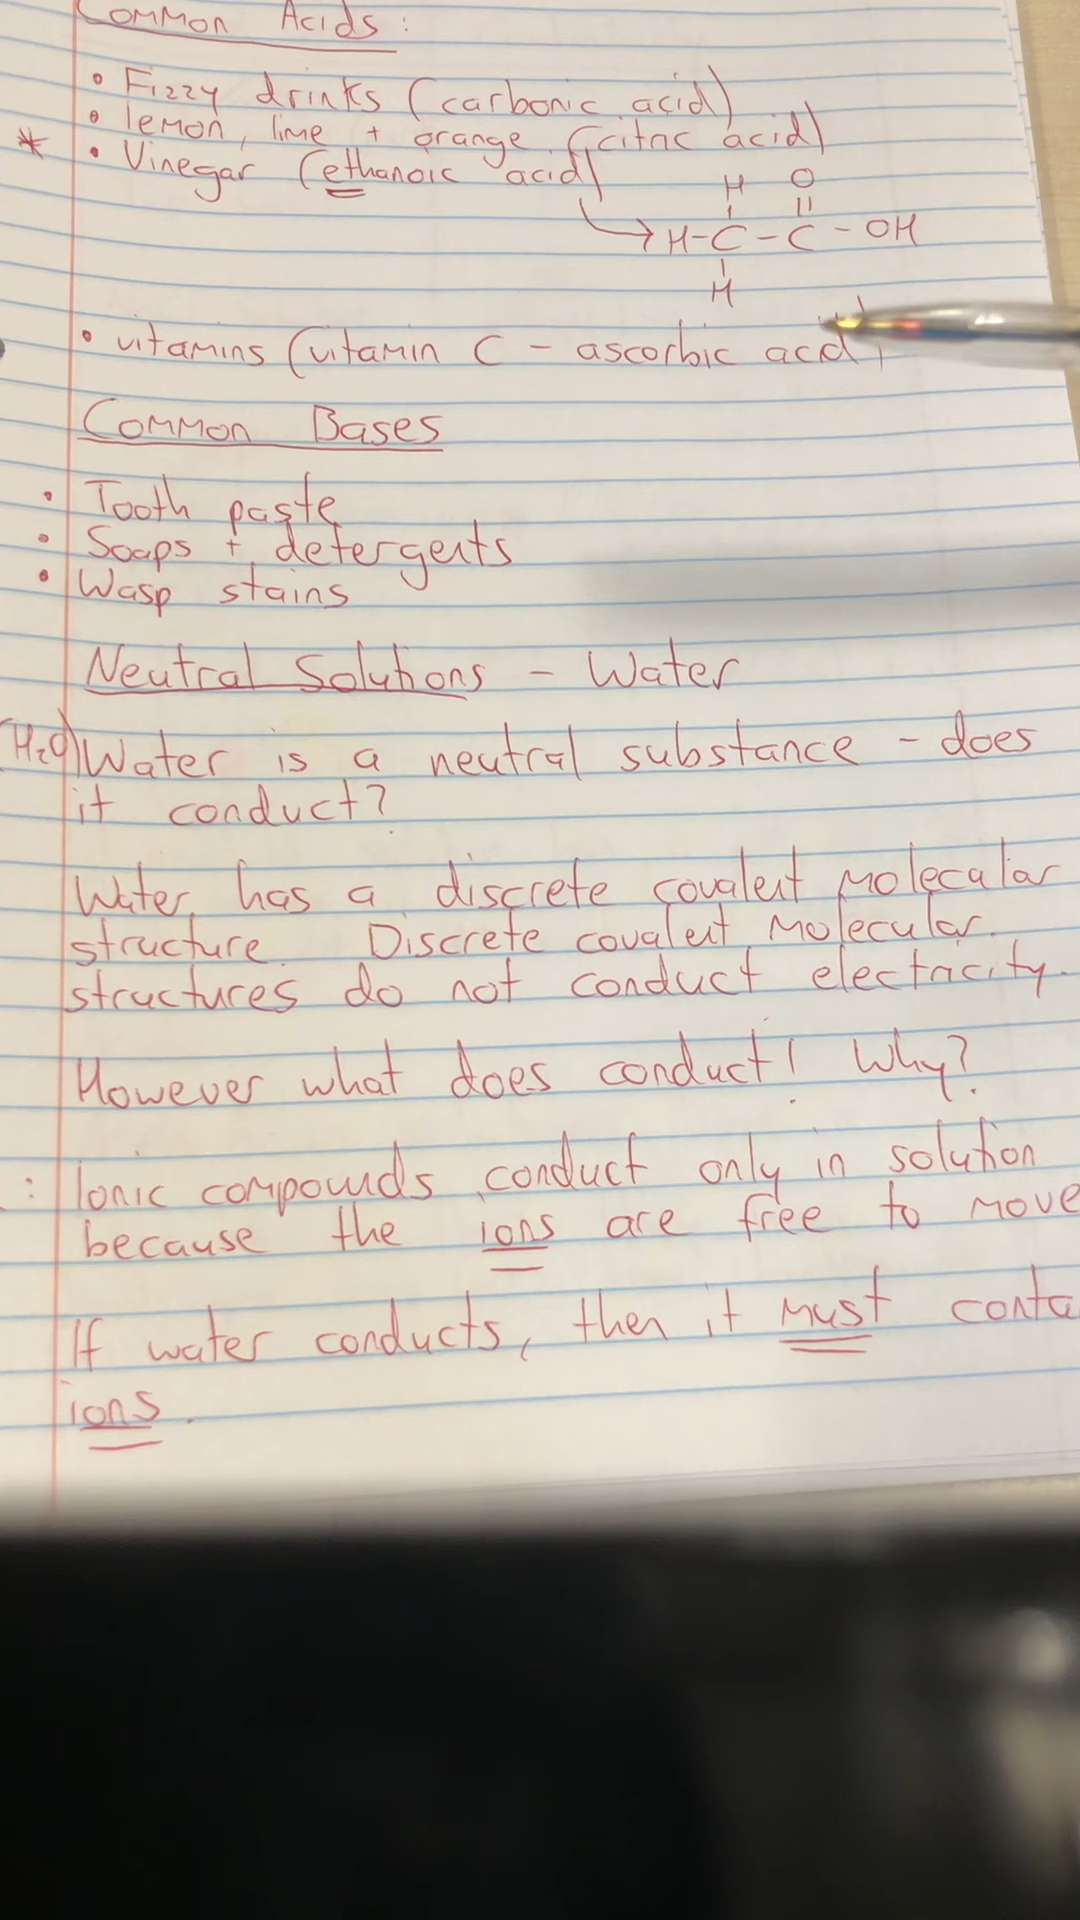 Common Acids:
• Fizzy drinks (carbonic acid)
• lemon, lime + orange (citric acid)
* • Vinegar (ethanoic acid)
H O
H-C-C-OH
H
• vitamins (vitamin C - ascorbic acid)
Common Bases
• Tooth paste
• Soaps + detergents
• Wasp stains
Neutral Solutions - Water
(H2O) Water is a neutral substance - does
it conduct?
Water has a discrete covalent molecular
structure. Discrete covalent molecular
structures do not conduct electricity.
However what does conduct! Why?
: Ionic compounds conduct only in solution
because the ions are free to move
If water conducts, then it must conta
ions.